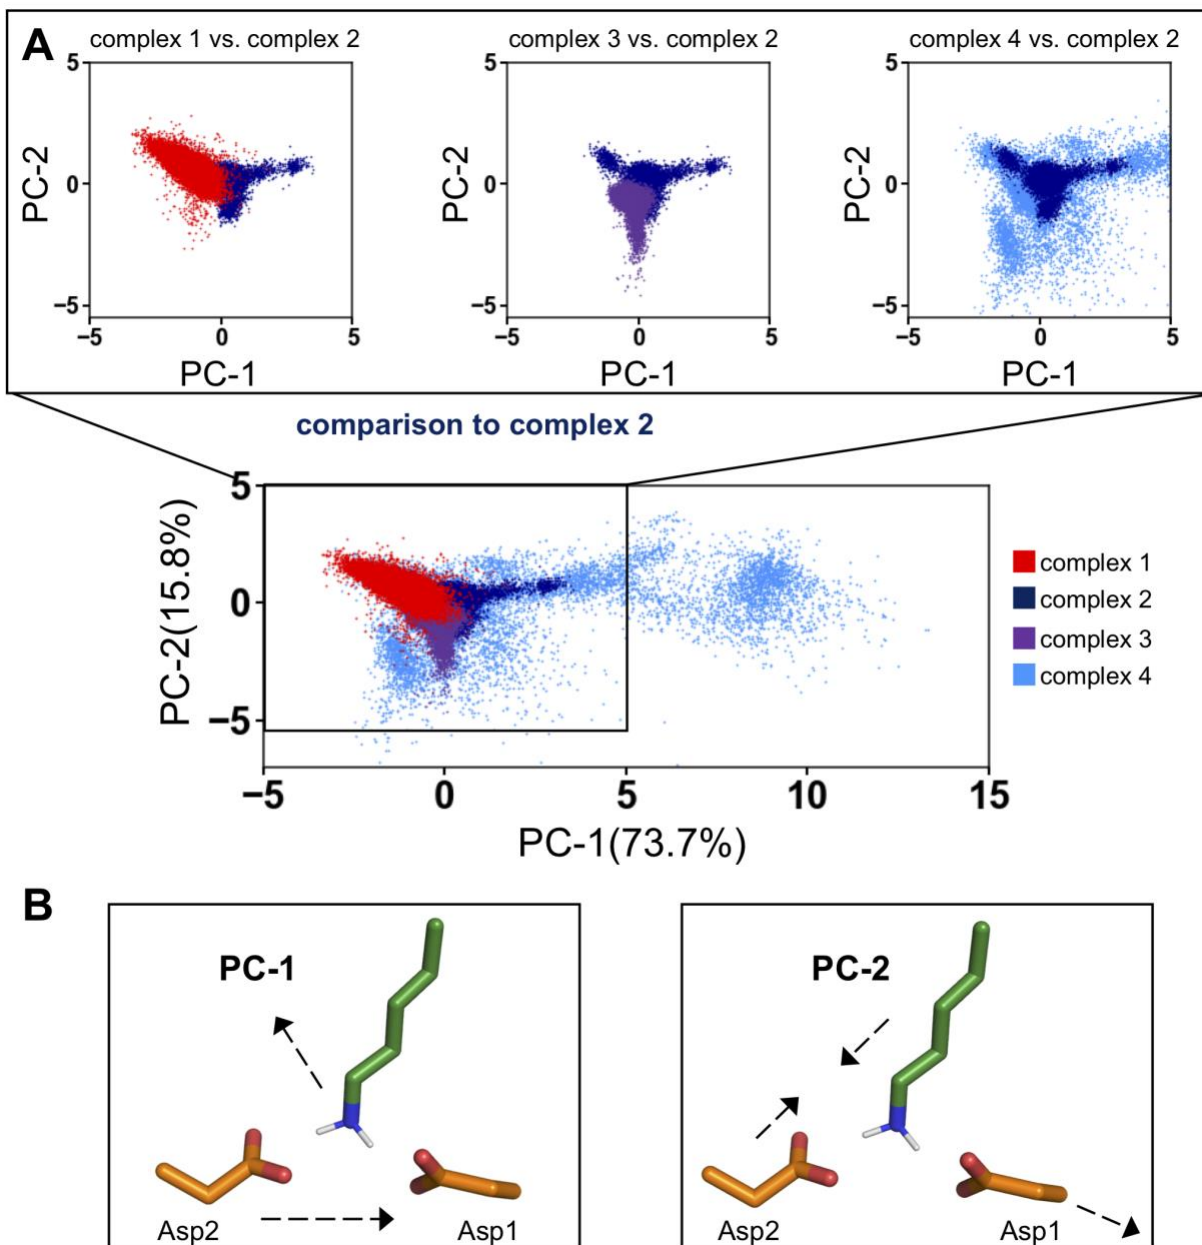 A
complex 1 vs. complex 2
complex 3 vs. complex 2
complex 4 vs. complex 2
5
5
5
PC-2
PC-2
PC-2
0
0
0
−5
−5
−5
−5 0 5
−5 0 5
−5 0 5
PC-1
PC-1
PC-1
comparison to complex 2
5
0
−5
PC-2(15.8%)
−5 0 5 10 15
PC-1(73.7%)
complex 1
complex 2
complex 3
complex 4
B
PC-1
Asp2
Asp1
PC-2
Asp2
Asp1